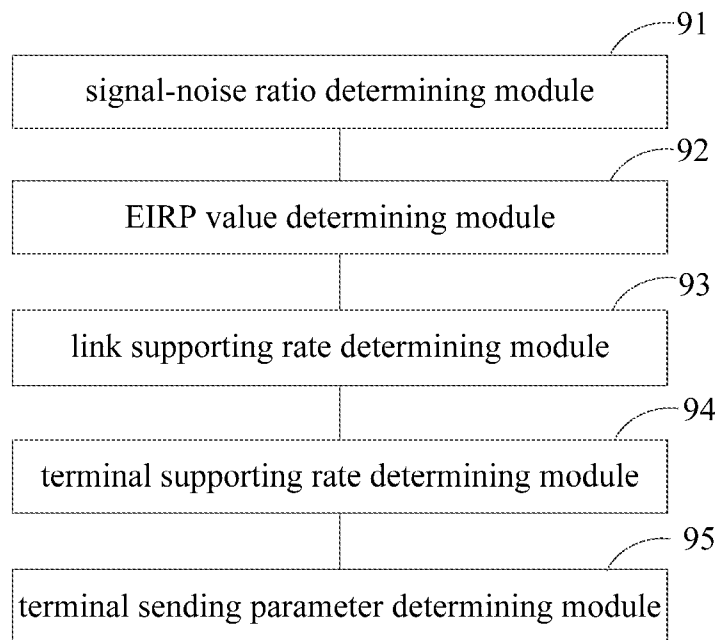 91
signal-noise ratio determining module
92
EIRP value determining module
93
link supporting rate determining module
94
terminal supporting rate determining module
95
terminal sending parameter determining module